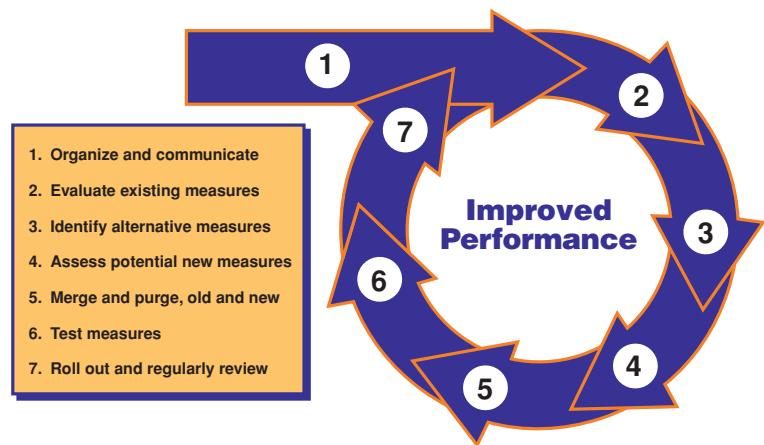 1
2
3
4
5
6
7
Improved
Performance
1. Organize and communicate
2. Evaluate existing measures
3. Identify alternative measures
4. Assess potential new measures
5. Merge and purge, old and new
6. Test measures
7. Roll out and regularly review